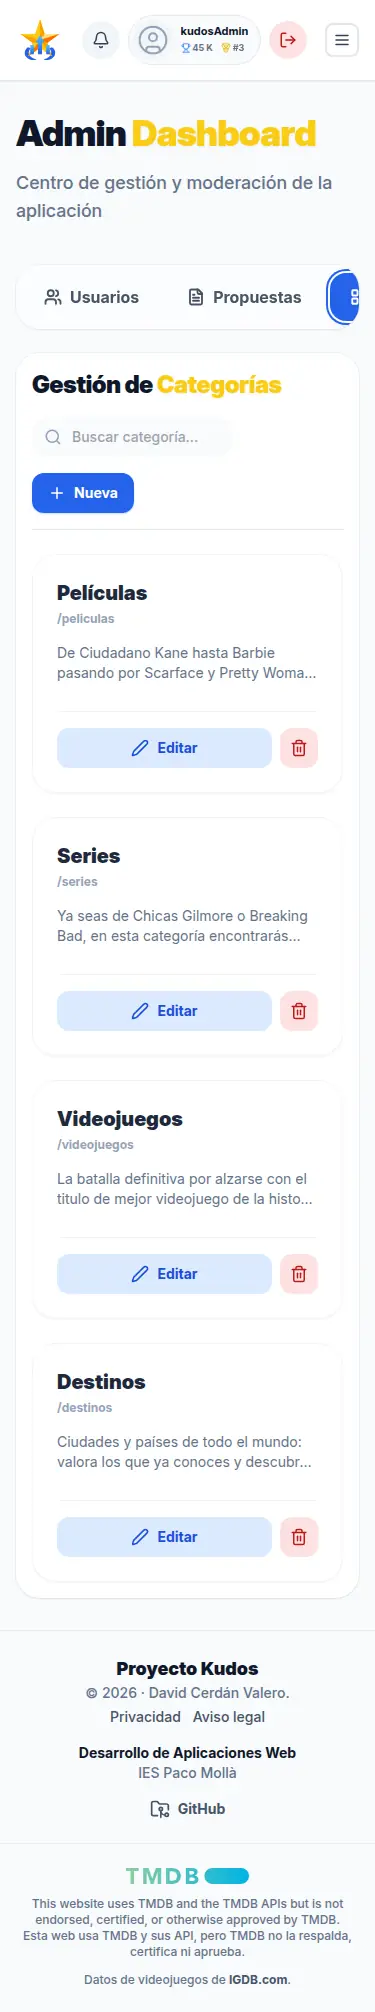 kudosAdmin
45 K #3
Admin Dashboard
Centro de gestión y moderación de la
aplicación
Usuarios Propuestas
Gestión de Categorías
Buscar categoría...
Nueva
Películas
/peliculas
De Ciudadano Kane hasta Barbie
pasando por Scarface y Pretty Woma...
Editar
Series
/series
Ya seas de Chicas Gilmore o Breaking
Bad, en esta categoría encontrarás...
Editar
Videojuegos
/videojuegos
La batalla definitiva por alzarse con el
titulo de mejor videojuego de la histo...
Editar
Destinos
/destinos
Ciudades y países de todo el mundo:
valora los que ya conoces y descubr...
Editar
Proyecto Kudos
© 2026 · David Cerdán Valero.
Privacidad Aviso legal
Desarrollo de Aplicaciones Web
IES Paco Mollà
GitHub
TMDB
This website uses TMDB and the TMDB APIs but is not
endorsed, certified, or otherwise approved by TMDB.
Esta web usa TMDB y sus API, pero TMDB no la respalda,
certifica ni aprueba.
Datos de videojuegos de IGDB.com.